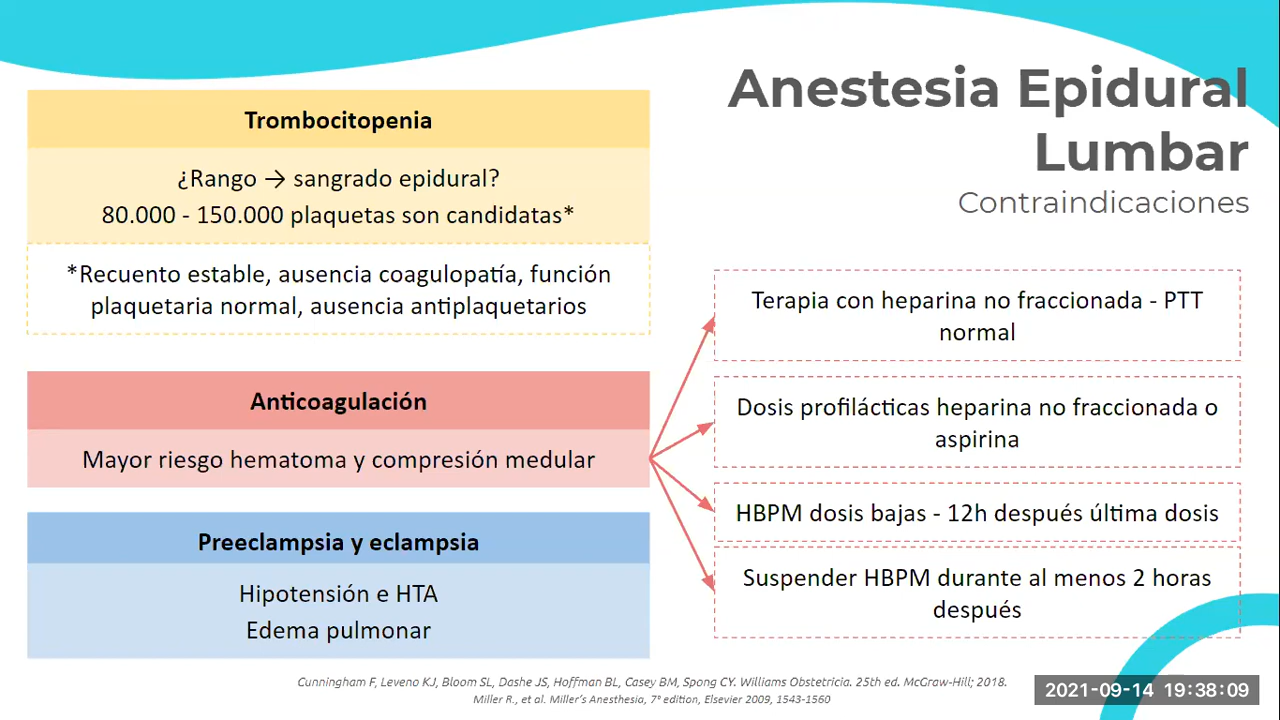 Anestesia Epidural
Lumbar
Contraindicaciones
Trombocitopenia
¿Rango → sangrado epidural?
80.000 - 150.000 plaquetas son candidatas*
*Recuento estable, ausencia coagulopatía, función
plaquetaria normal, ausencia antiplaquetarios
Anticoagulación
Mayor riesgo hematoma y compresión medular
Terapia con heparina no fraccionada - PTT
normal
Dosis profilácticas heparina no fraccionada o
aspirina
HBPM dosis bajas - 12h después última dosis
Suspender HBPM durante al menos 2 horas
después
Preeclampsia y eclampsia
Hipotensión e HTA
Edema pulmonar
Cunningham F, Leveno KJ, Bloom SL, Dashe JS, Hoffman BL, Casey BM, Spong CY. Williams Obstetricia. 25th ed. McGraw-Hill; 2018.
Miller R., et al. Miller's Anesthesia, 7º edition, Elsevier 2009, 1543-1560
2021-09-14 19:38:09